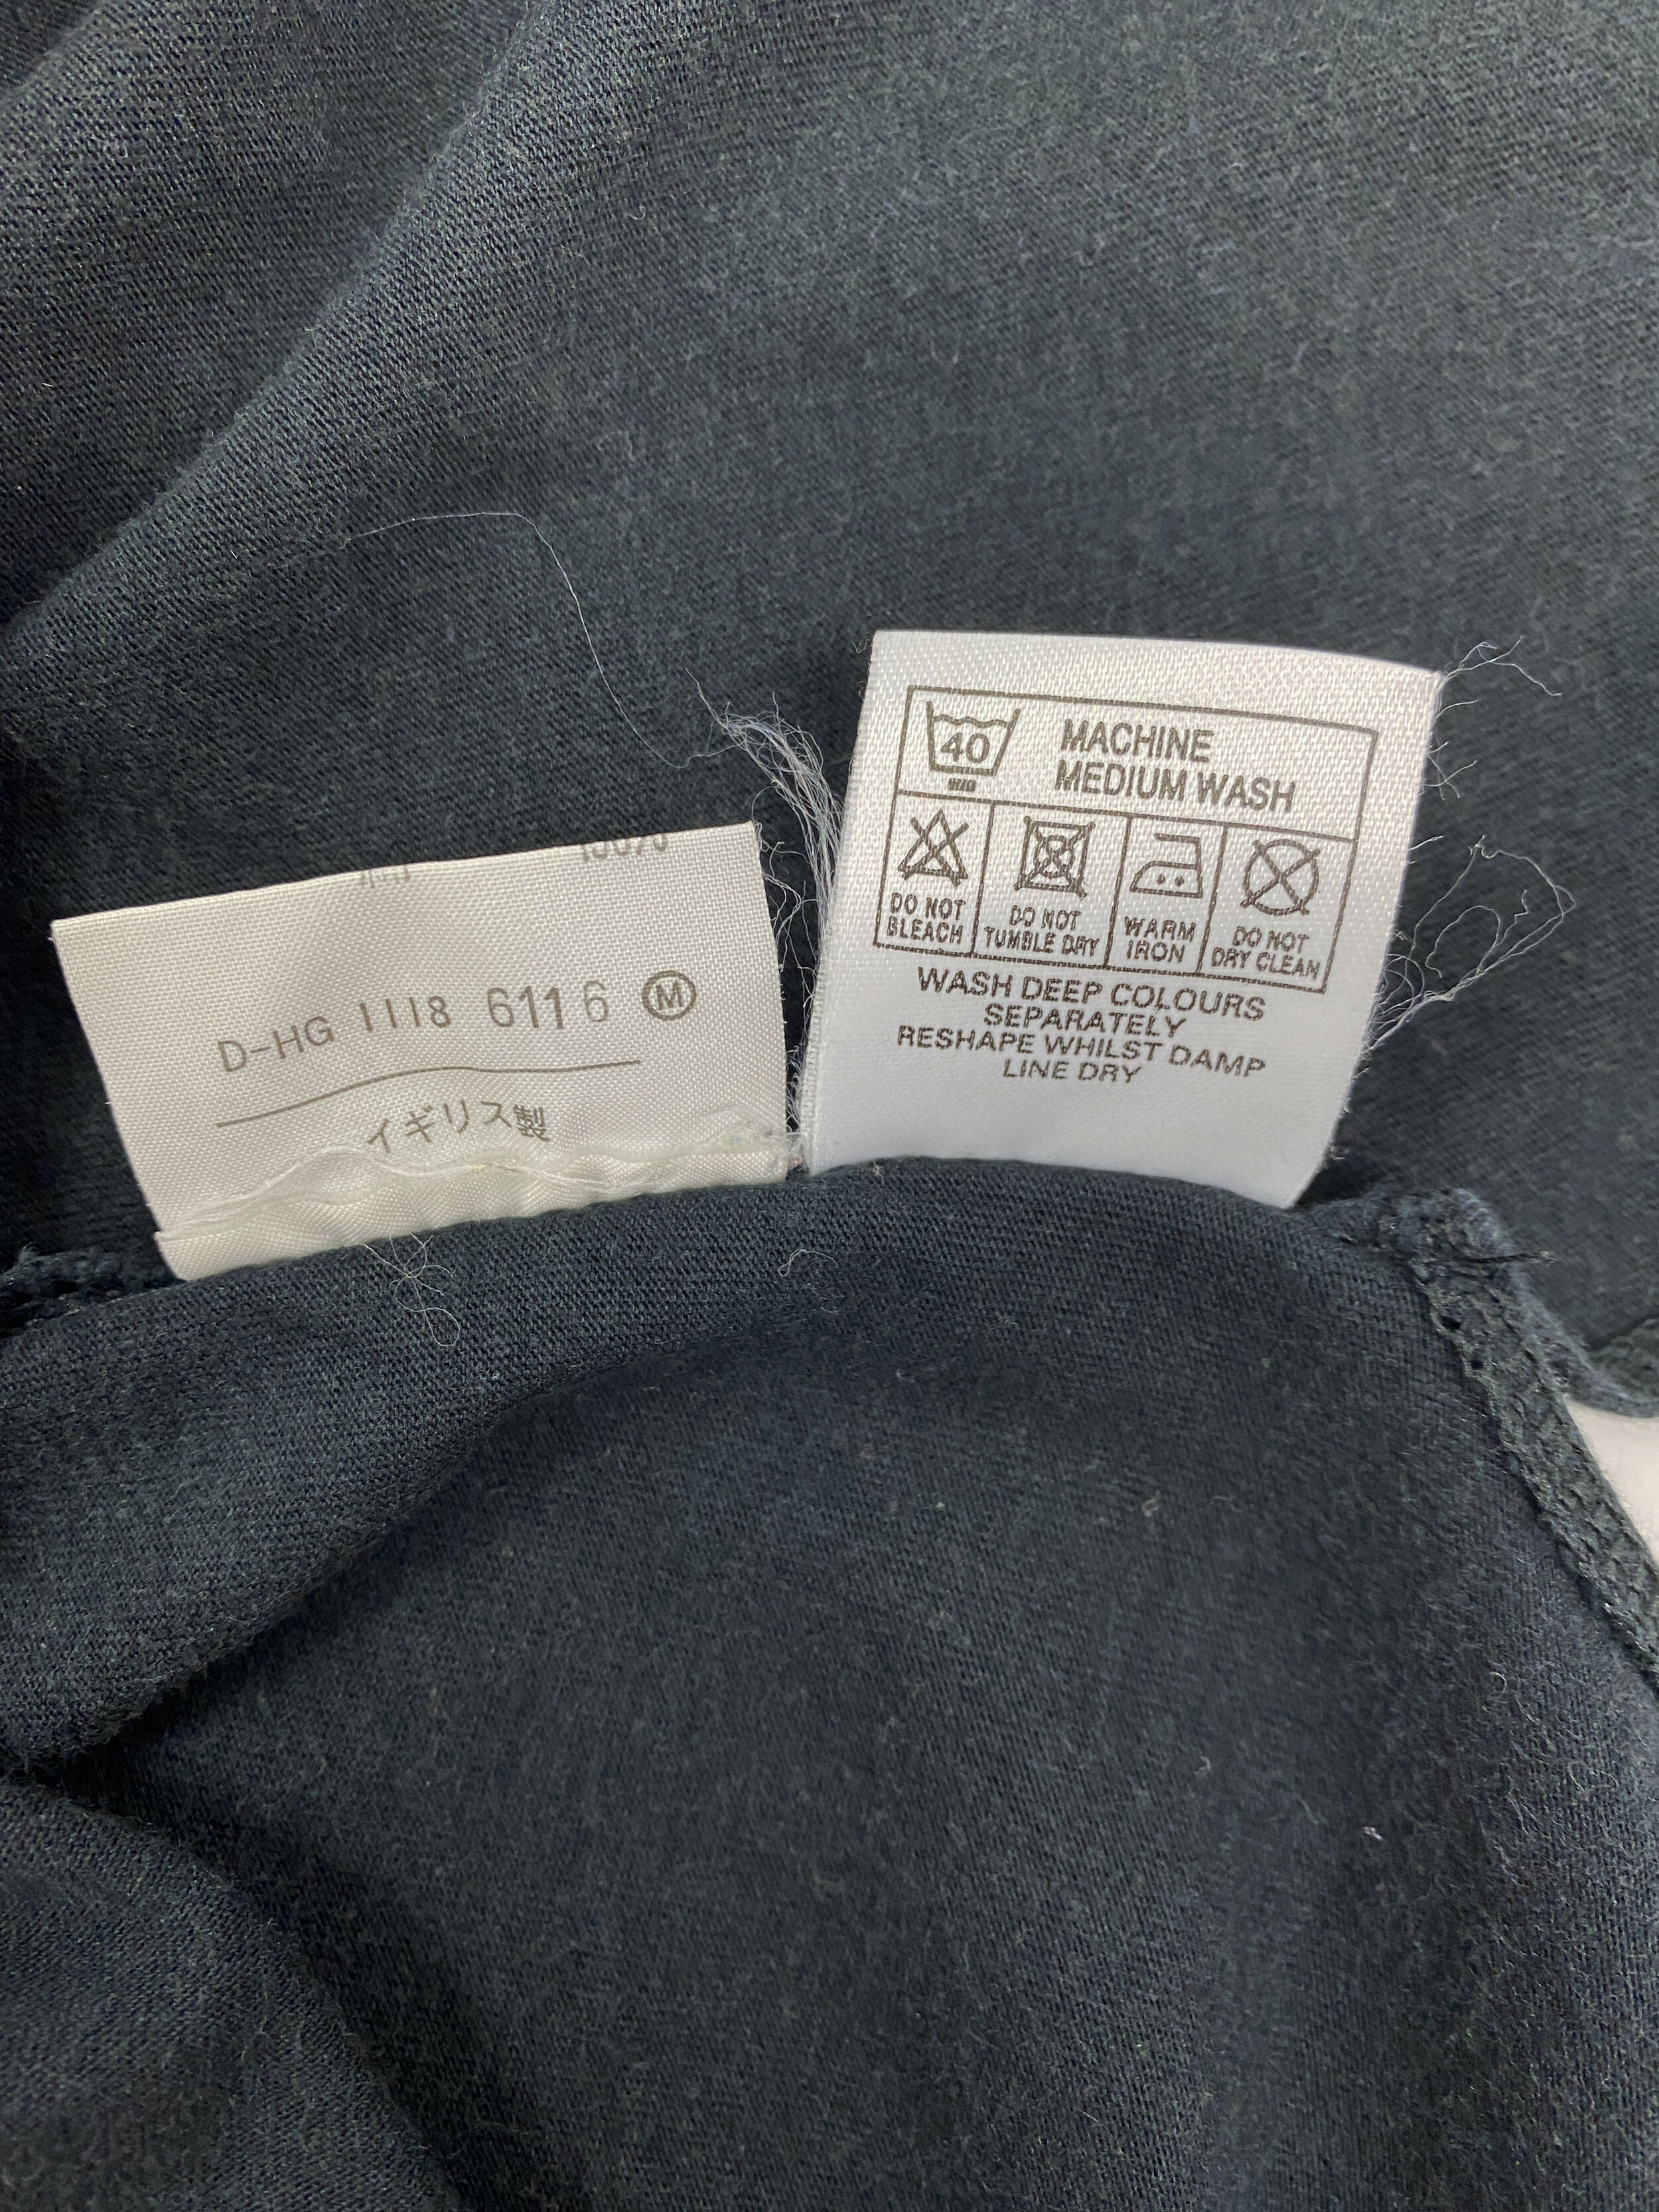 D-HG 1118 6116 Ⓜ
イギリス製
40
MACHINE
MEDIUM WASH
DO NOT
BLEACH
DO NOT
TUMBLE DRY
WARM
IRON
DO NOT
DRY CLEAN
WASH DEEP COLOURS
SEPARATELY
RESHAPE WHILST DAMP
LINE DRY